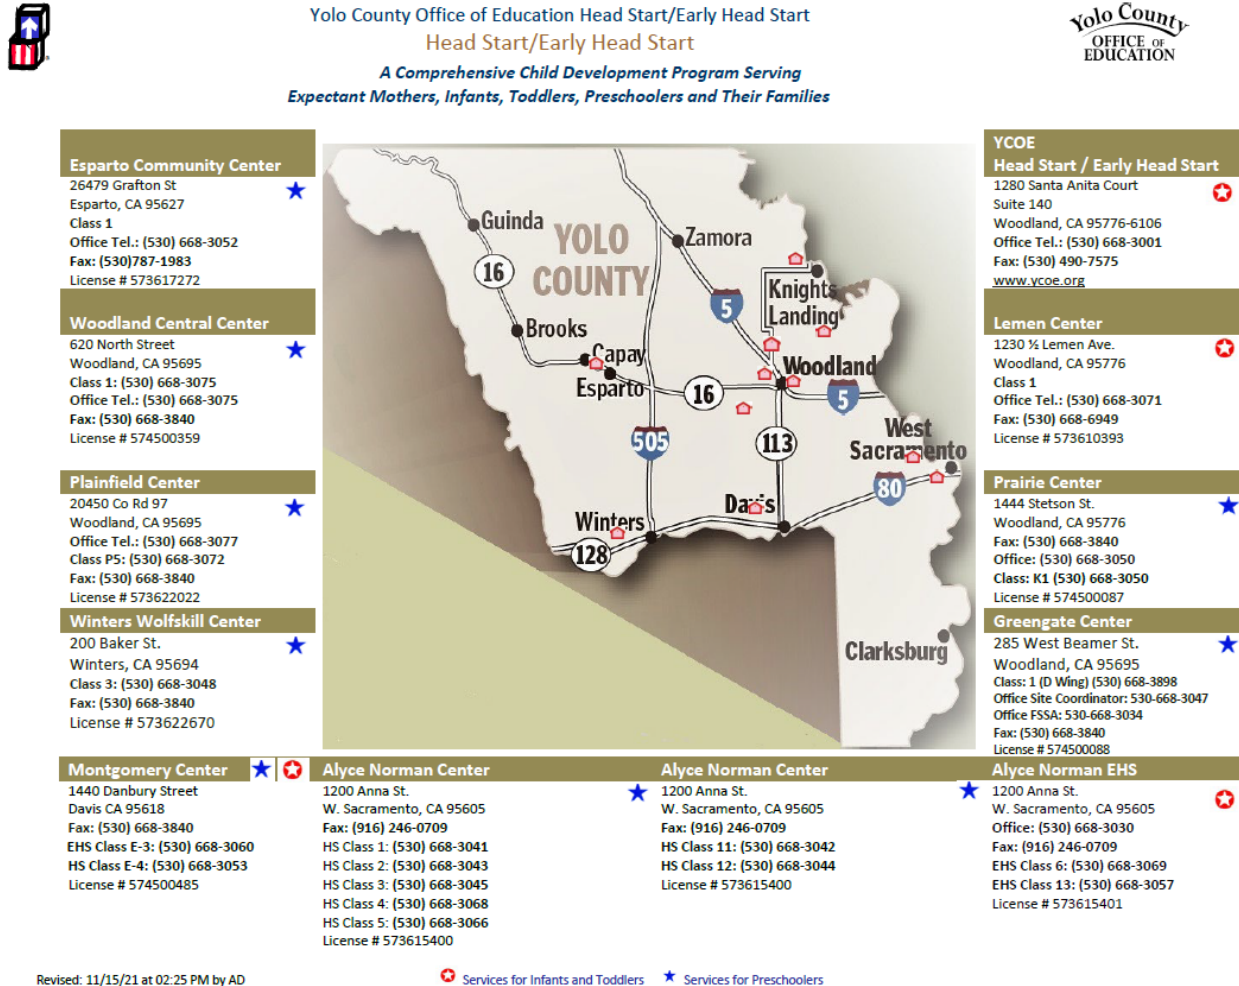 Yolo County Office of Education Head Start/Early Head Start
Head Start/Early Head Start
A Comprehensive Child Development Program Serving
Expectant Mothers, Infants, Toddlers, Preschoolers and Their Families
Yolo County
OFFICE OF
EDUCATION
Esparto Community Center
26479 Grafton St
Esparto, CA 95627
Class 1
Office Tel.: (530) 668-3052
Fax: (530)787-1983
License # 573617272
Woodland Central Center
620 North Street
Woodland, CA 95695
Class 1: (530) 668-3075
Office Tel.: (530) 668-3075
Fax: (530) 668-3840
License # 574500359
Plainfield Center
20450 Co Rd 97
Woodland, CA 95695
Office Tel.: (530) 668-3077
Class P5: (530) 668-3072
Fax: (530) 668-3840
License # 573622022
Winters Wolfskill Center
200 Baker St.
Winters, CA 95694
Class 3: (530) 668-3048
Fax: (530) 668-3840
License # 573622670
Guinda
YOLO
COUNTY
Zamora
16
5
Knights
Landing
Brooks
Capay
Esparto
Woodland
16
5
505
113
West
Sacramento
80
Davis
Winters
128
Clarksburg
YCOE
Head Start / Early Head Start
1280 Santa Anita Court
Suite 140
Woodland, CA 95776-6106
Office Tel.: (530) 668-3001
Fax: (530) 490-7575
www.ycoe.org
Lemen Center
1230 ½ Lemen Ave.
Woodland, CA 95776
Class 1
Office Tel.: (530) 668-3071
Fax: (530) 668-6949
License # 573610393
Prairie Center
1444 Stetson St.
Woodland, CA 95776
Fax: (530) 668-3840
Office: (530) 668-3050
Class: K1 (530) 668-3050
License # 574500087
Greengate Center
285 West Beamer St.
Woodland, CA 95695
Class: 1 (D Wing) (530) 668-3898
Office Site Coordinator: 530-668-3047
Office FSSA: 530-668-3034
Fax: (530) 668-3840
License # 574500088
Montgomery Center
1440 Danbury Street
Davis CA 95618
Fax: (530) 668-3840
EHS Class E-3: (530) 668-3060
HS Class E-4: (530) 668-3053
License # 574500485
Alyce Norman Center
1200 Anna St.
W. Sacramento, CA 95605
Fax: (916) 246-0709
HS Class 1: (530) 668-3041
HS Class 2: (530) 668-3043
HS Class 3: (530) 668-3045
HS Class 4: (530) 668-3068
HS Class 5: (530) 668-3066
License # 573615400
Alyce Norman Center
1200 Anna St.
W. Sacramento, CA 95605
Fax: (916) 246-0709
HS Class 11: (530) 668-3042
HS Class 12: (530) 668-3044
License # 573615400
Alyce Norman EHS
1200 Anna St.
W. Sacramento, CA 95605
Office: (530) 668-3030
Fax: (916) 246-0709
EHS Class 6: (530) 668-3069
EHS Class 13: (530) 668-3057
License # 573615401
Revised: 11/15/21 at 02:25 PM by AD
Services for Infants and Toddlers
Services for Preschoolers